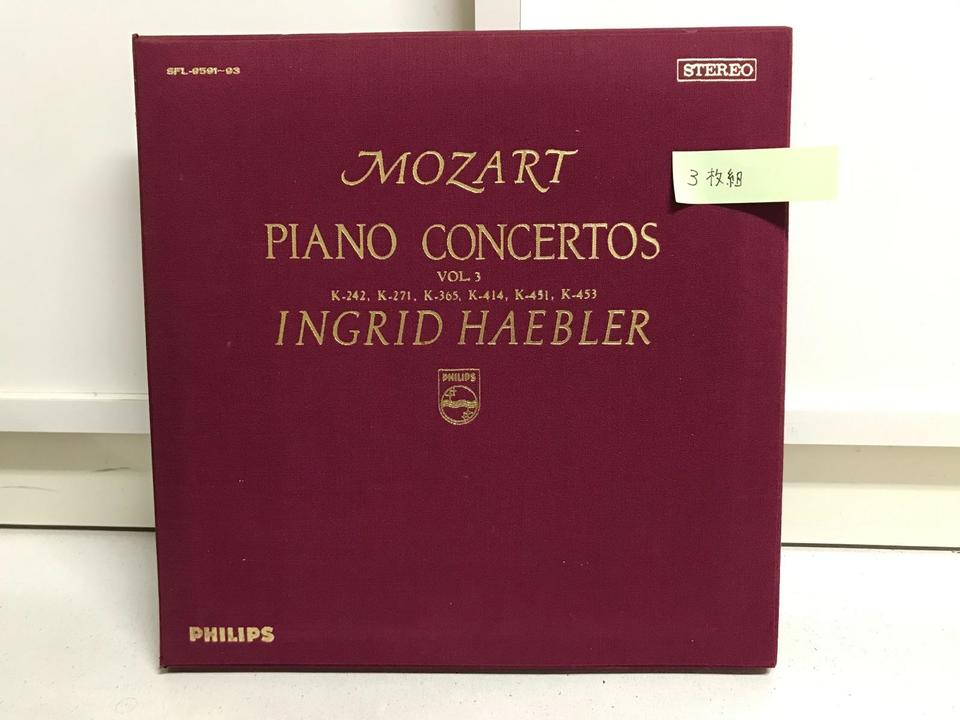 SFL-9591~93
STEREO
MOZART
3枚組
PIANO CONCERTOS
VOL. 3
K-242, K-271, K-365, K-414, K-451, K-453
INGRID HAEBLER
PHILIPS
PHILIPS